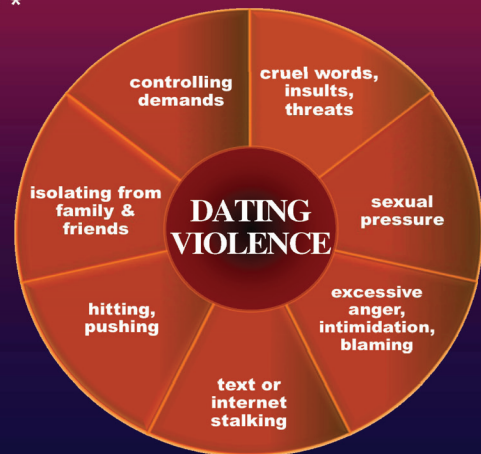 *
controlling
demands
cruel words,
insults,
threats
isolating from
family &
friends
DATING
VIOLENCE
sexual
pressure
hitting,
pushing
excessive
anger,
intimidation,
blaming
text or
internet
stalking